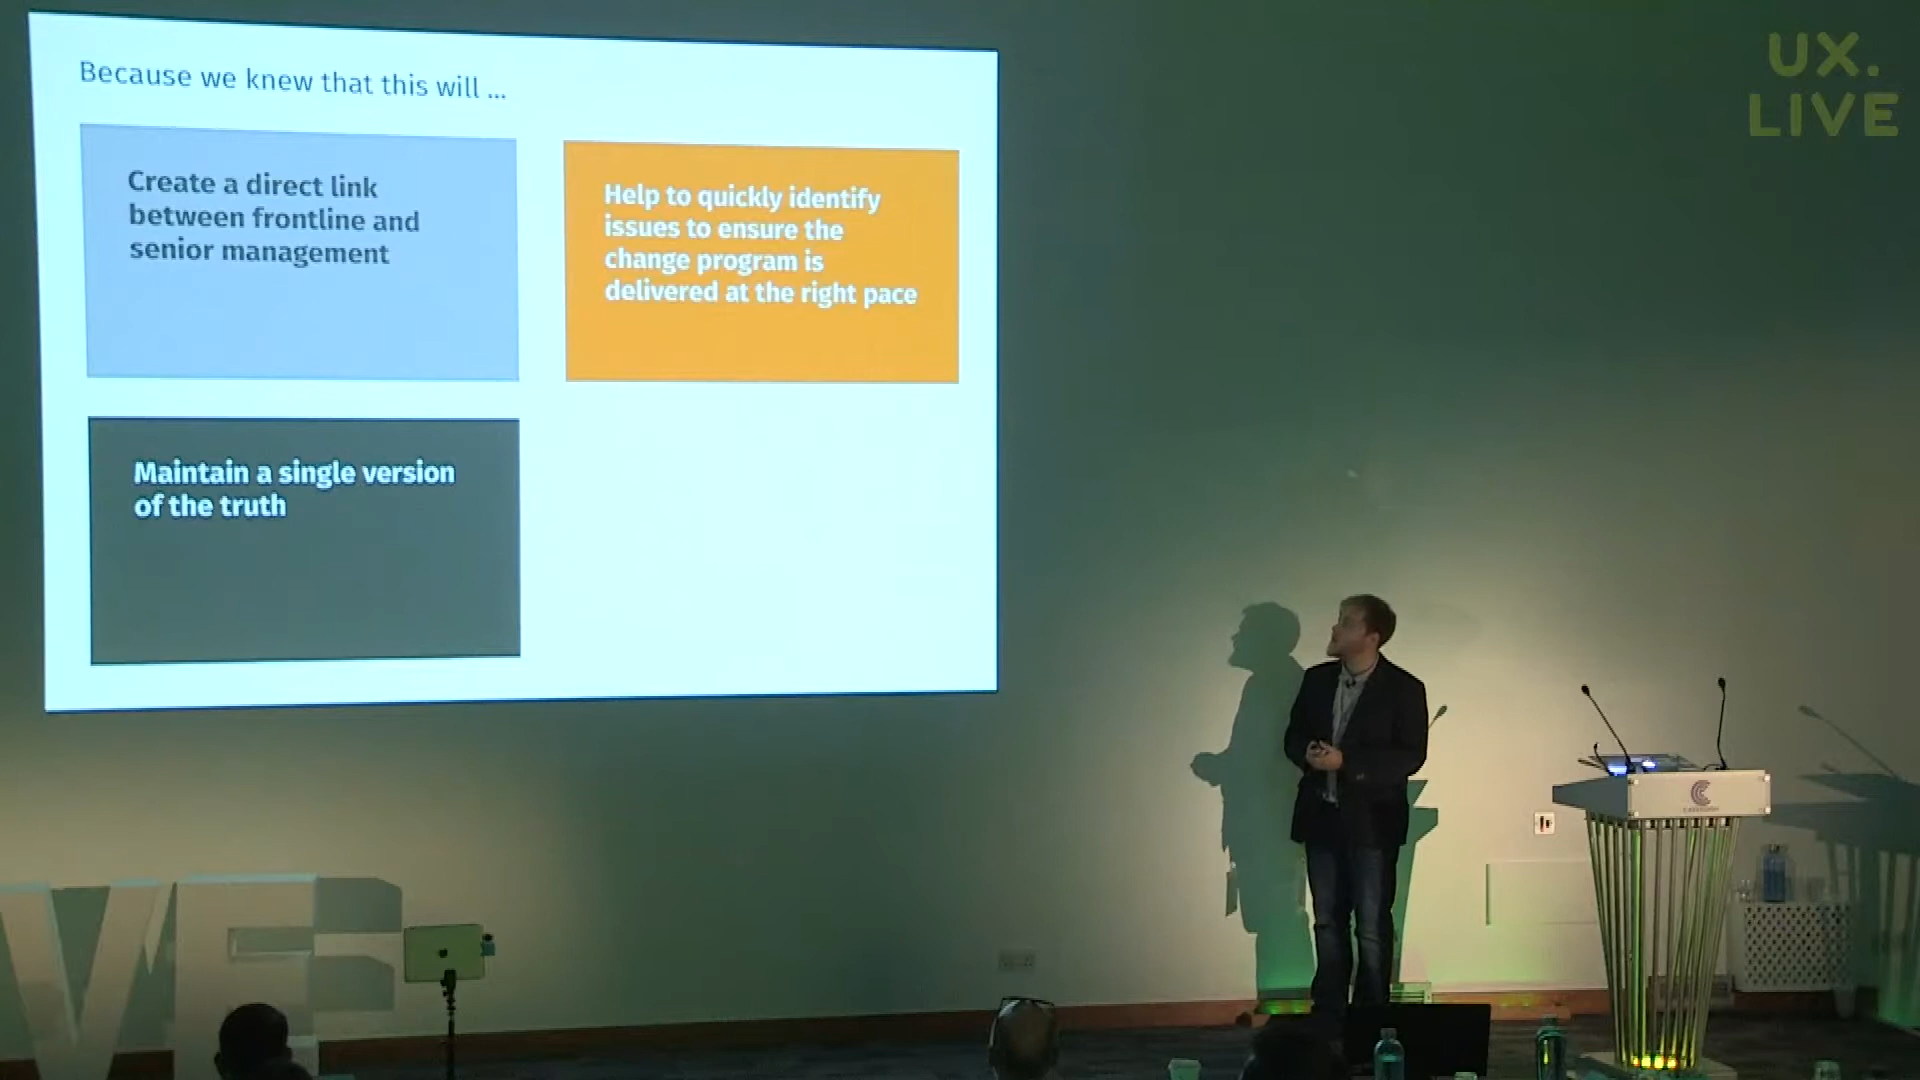 Because we knew that this will ...
Create a direct link
between frontline and
senior management
Help to quickly identify
issues to ensure the
change program is
delivered at the right pace
Maintain a single version
of the truth
UX.
LIVE
VE